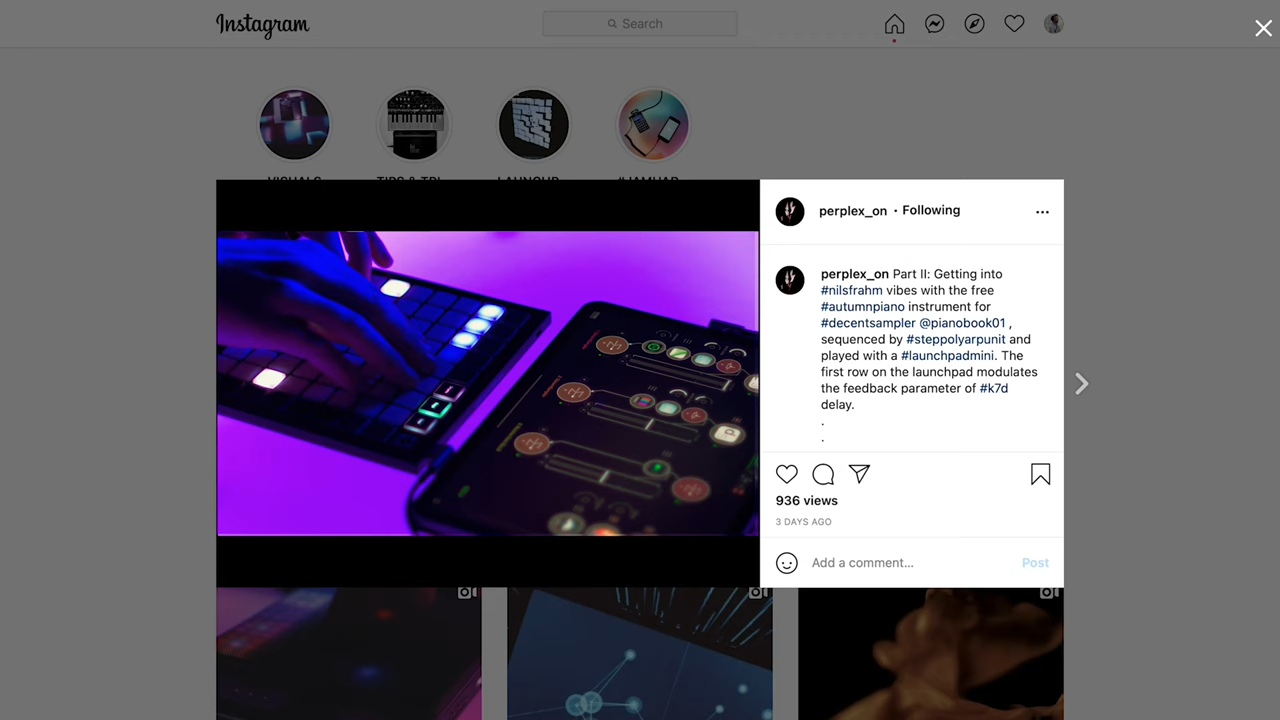 Instagram
Search
perplex_on • Following
perplex_on Part II: Getting into
#nilsfrahm vibes with the free
#autumnpiano instrument for
#decentsampler @pianobook01 ,
sequenced by #steppolyarpunit and
played with a #launchpadmini. The
first row on the launchpad modulates
the feedback parameter of #k7d
delay.
.
.
936 views
3 DAYS AGO
Add a comment...
Post